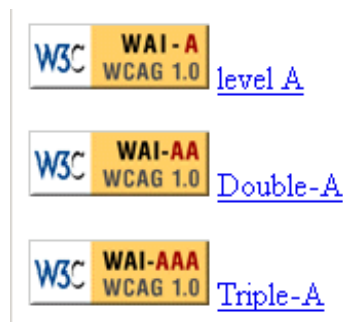 W3C WAI-A
WCAG 1.0 level A
W3C WAI-AA
WCAG 1.0 Double-A
W3C WAI-AAA
WCAG 1.0 Triple-A